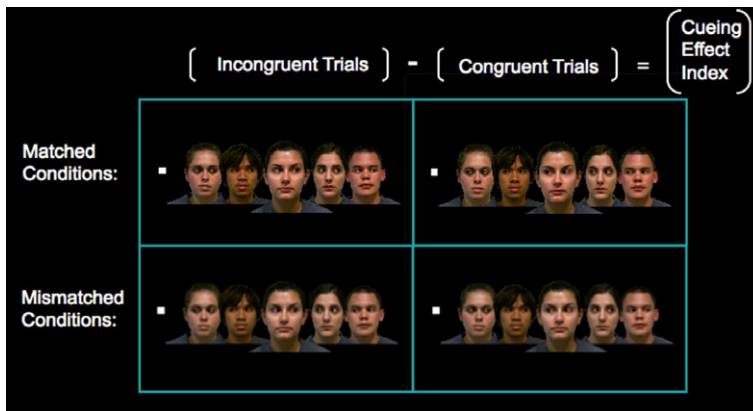 Cueing
Effect
Index
( Incongruent Trials ) - ( Congruent Trials ) =
Matched
Conditions:
Mismatched
Conditions: